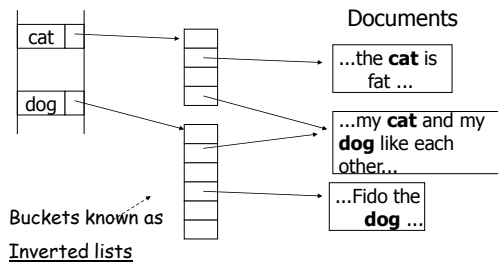 Documents
cat
...the cat is
fat ...
dog
...my cat and my
dog like each
other...
...Fido the
dog ...
Buckets known as
Inverted lists